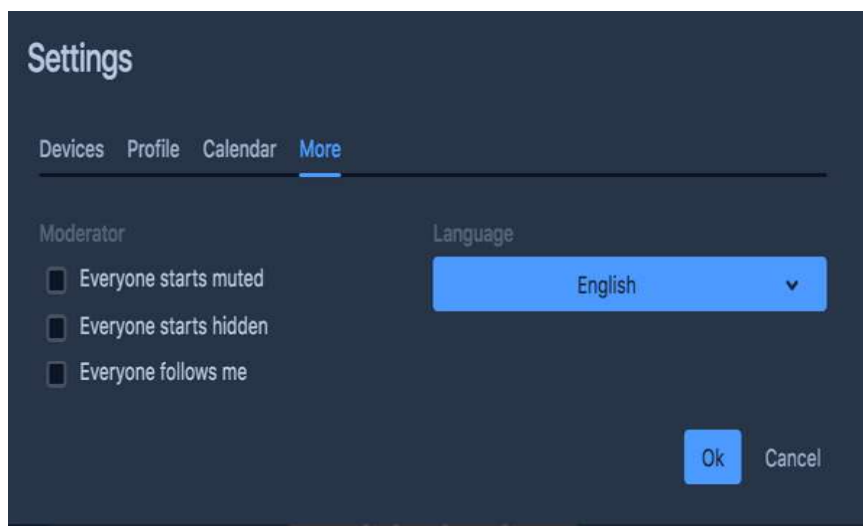 Settings
Devices Profile Calendar More
Moderator
Everyone starts muted
Everyone starts hidden
Everyone follows me
Language
English
Ok Cancel